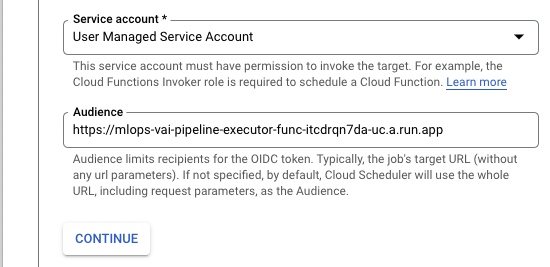 Service account *
User Managed Service Account
This service account must have permission to invoke the target. For example, the
Cloud Functions Invoker role is required to schedule a Cloud Function. Learn more
Audience
https://mlops-vai-pipeline-executor-func-itcdrqn7da-uc.a.run.app
Audience limits recipients for the OIDC token. Typically, the job's target URL (without
any url parameters). If not specified, by default, Cloud Scheduler will use the whole
URL, including request parameters, as the Audience.
CONTINUE